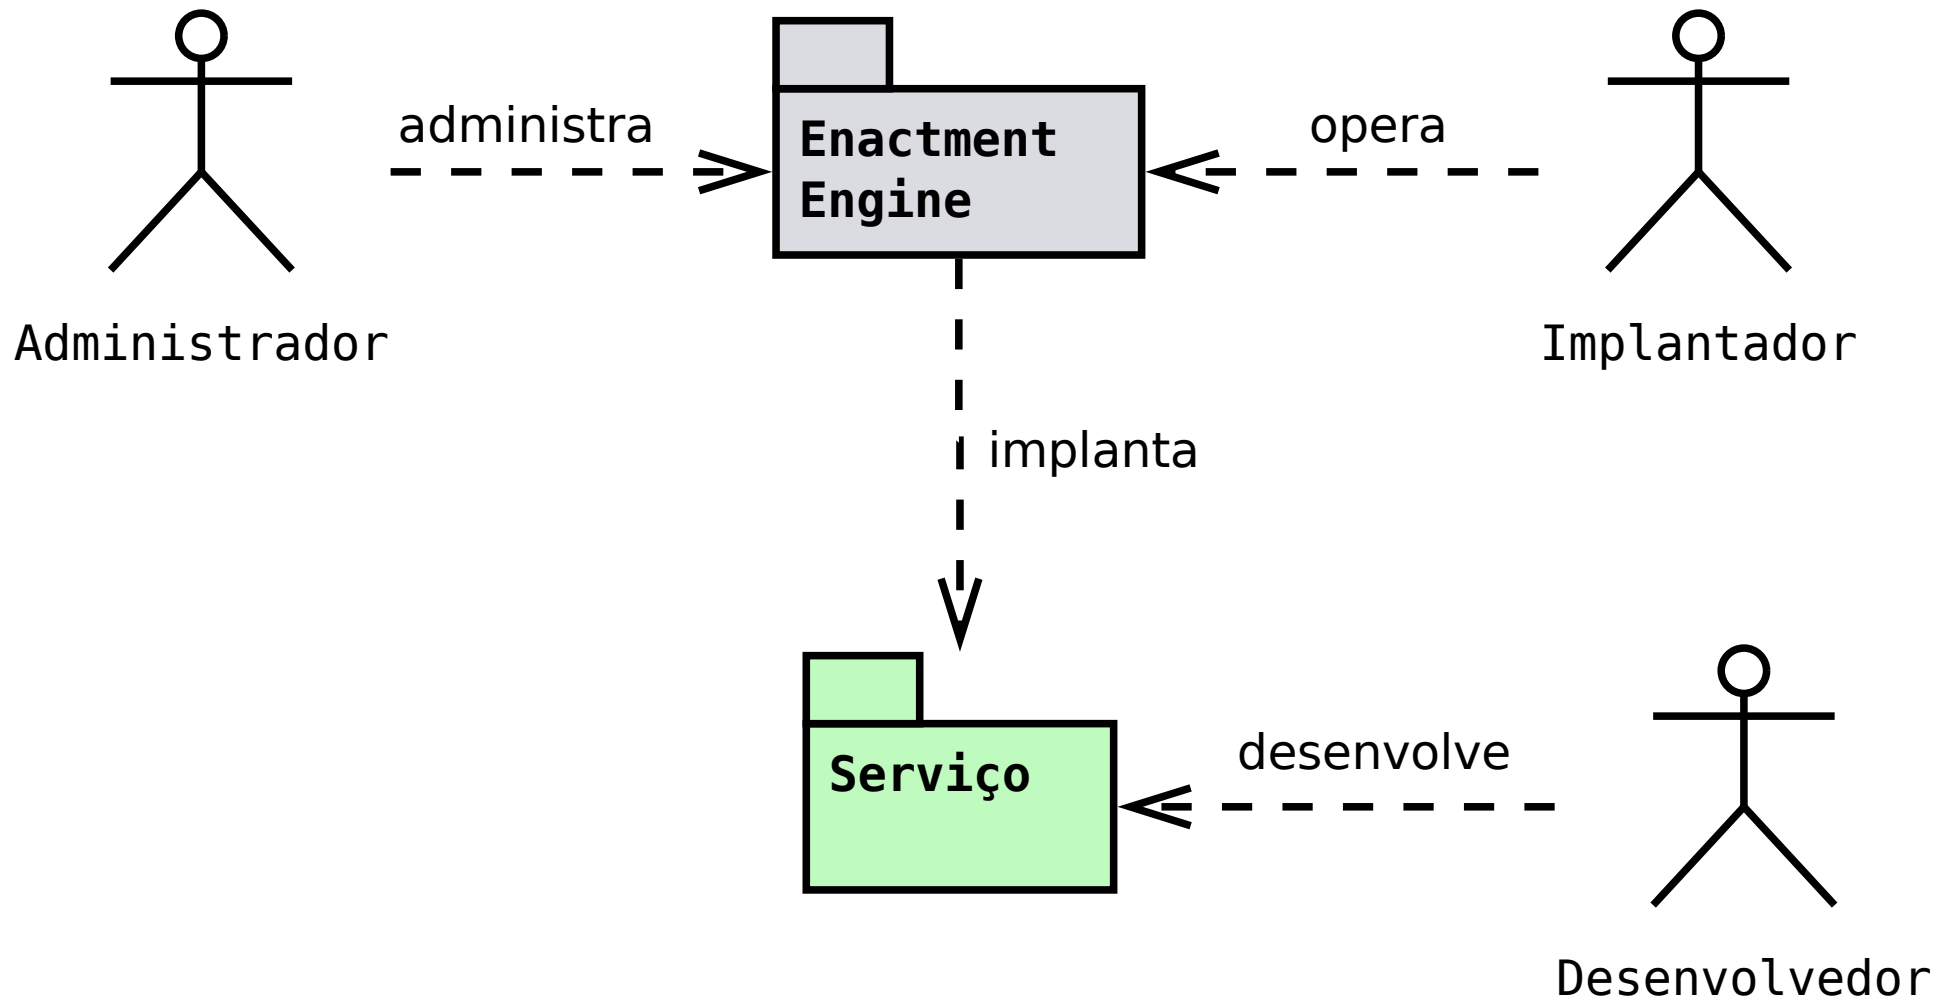 administra
opera
Enactment
Engine
Administrador
Implantador
implanta
desenvolve
Serviço
Desenvolvedor